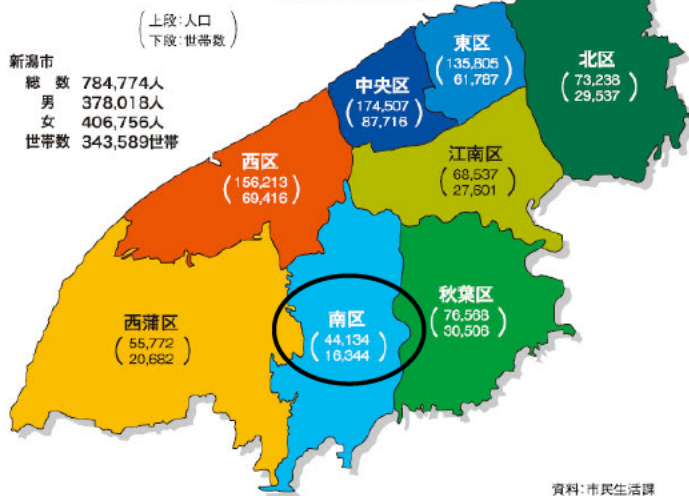 上段:人口
下段:世帯数
新潟市
総数 784,774人
男 378,018人
女 406,756人
世帯数 343,589世帯
東区
135,805
61,787
北区
73,238
29,537
中央区
174,507
87,716
江南区
68,537
27,601
西区
156,213
69,416
秋葉区
76,568
30,506
南区
44,134
16,344
西蒲区
55,772
20,682
資料:市民生活課